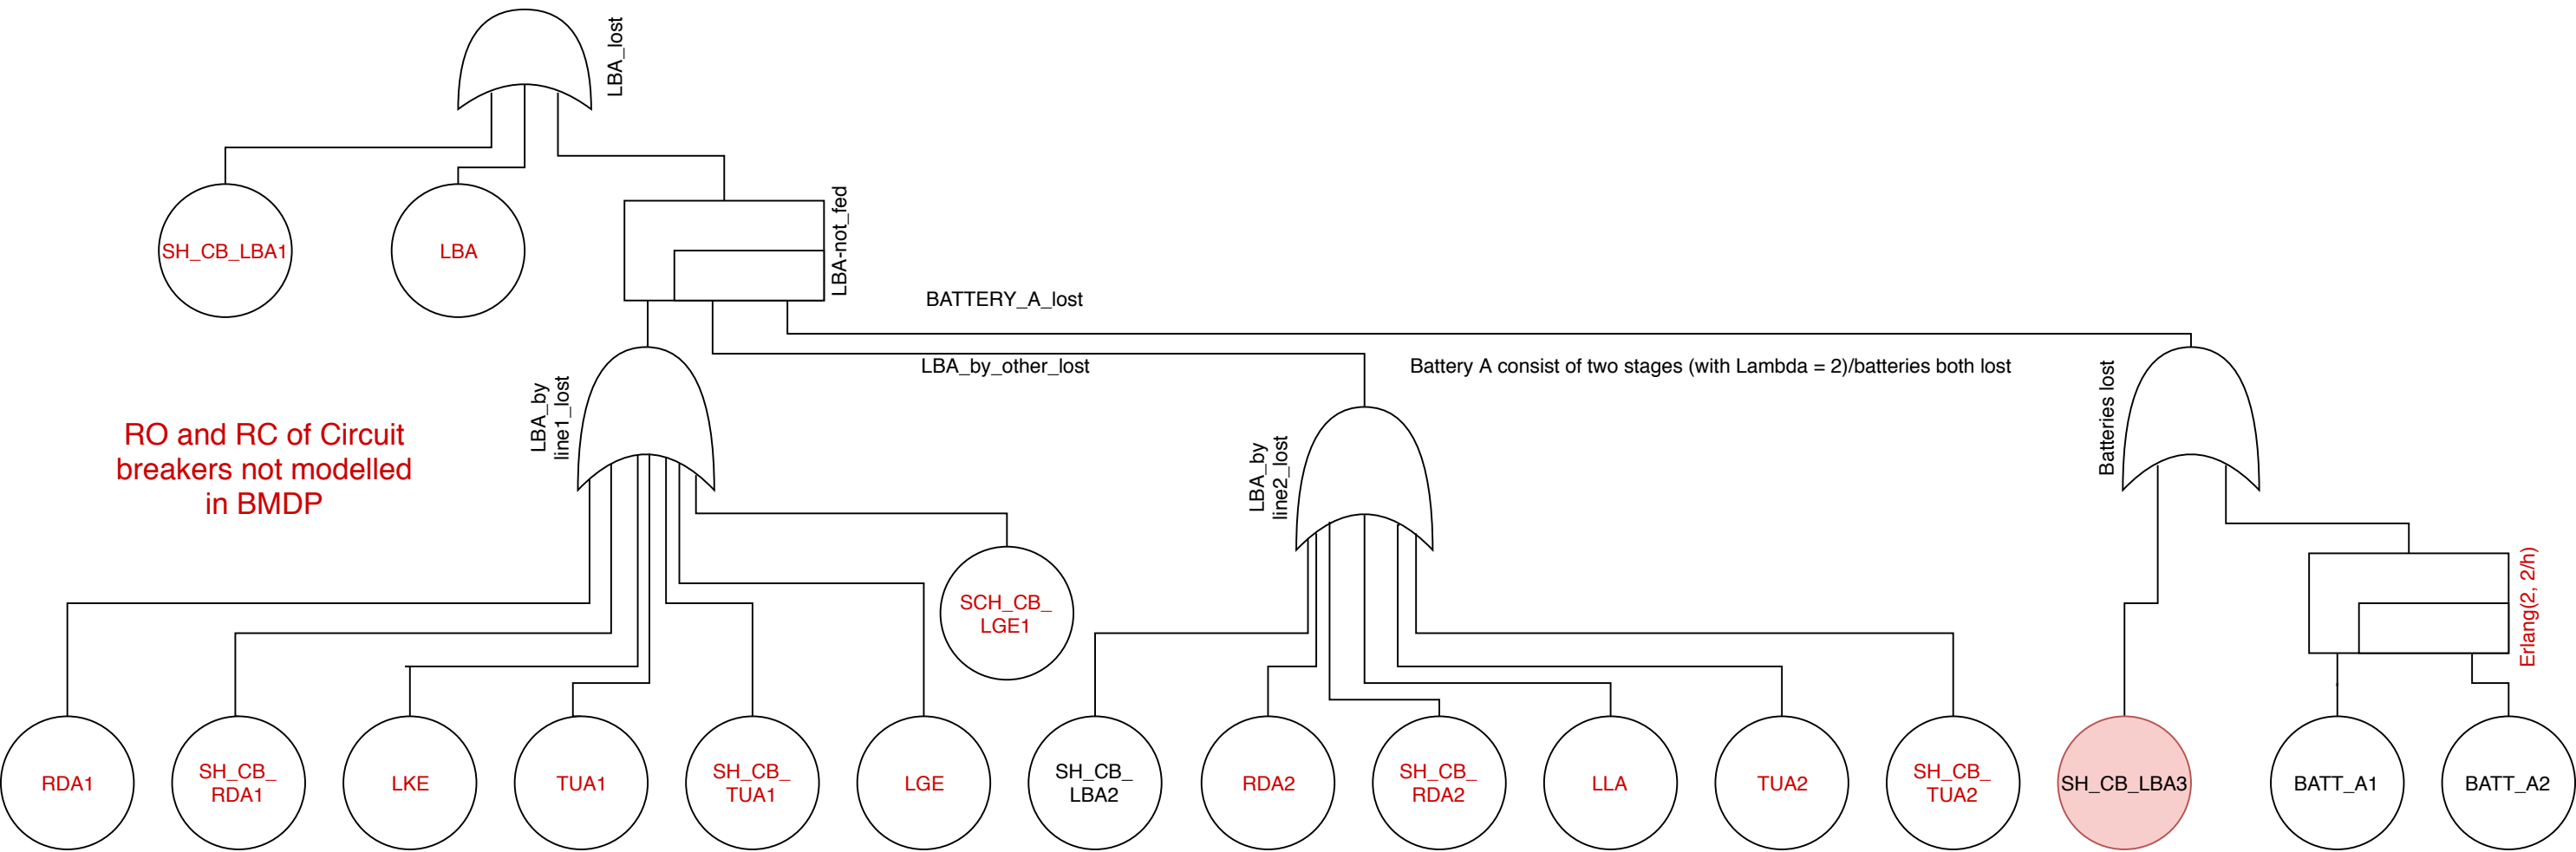 LBA_lost
SH_CB_LBA1
LBA
LBA-not_fed
BATTERY_A_lost
LBA_by_other_lost
Battery A consist of two stages (with Lambda = 2)/batteries both lost
Batteries lost
LBA_by
line1_lost
RO and RC of Circuit
breakers not modelled
in BMDP
LBA_by
line2_lost
Erlang(2, 2/h)
SCH_CB_
LGE1
RDA1
SH_CB_
RDA1
LKE
TUA1
SH_CB_
TUA1
LGE
SH_CB_
LBA2
RDA2
SH_CB_
RDA2
LLA
TUA2
SH_CB_
TUA2
SH_CB_LBA3
BATT_A1
BATT_A2